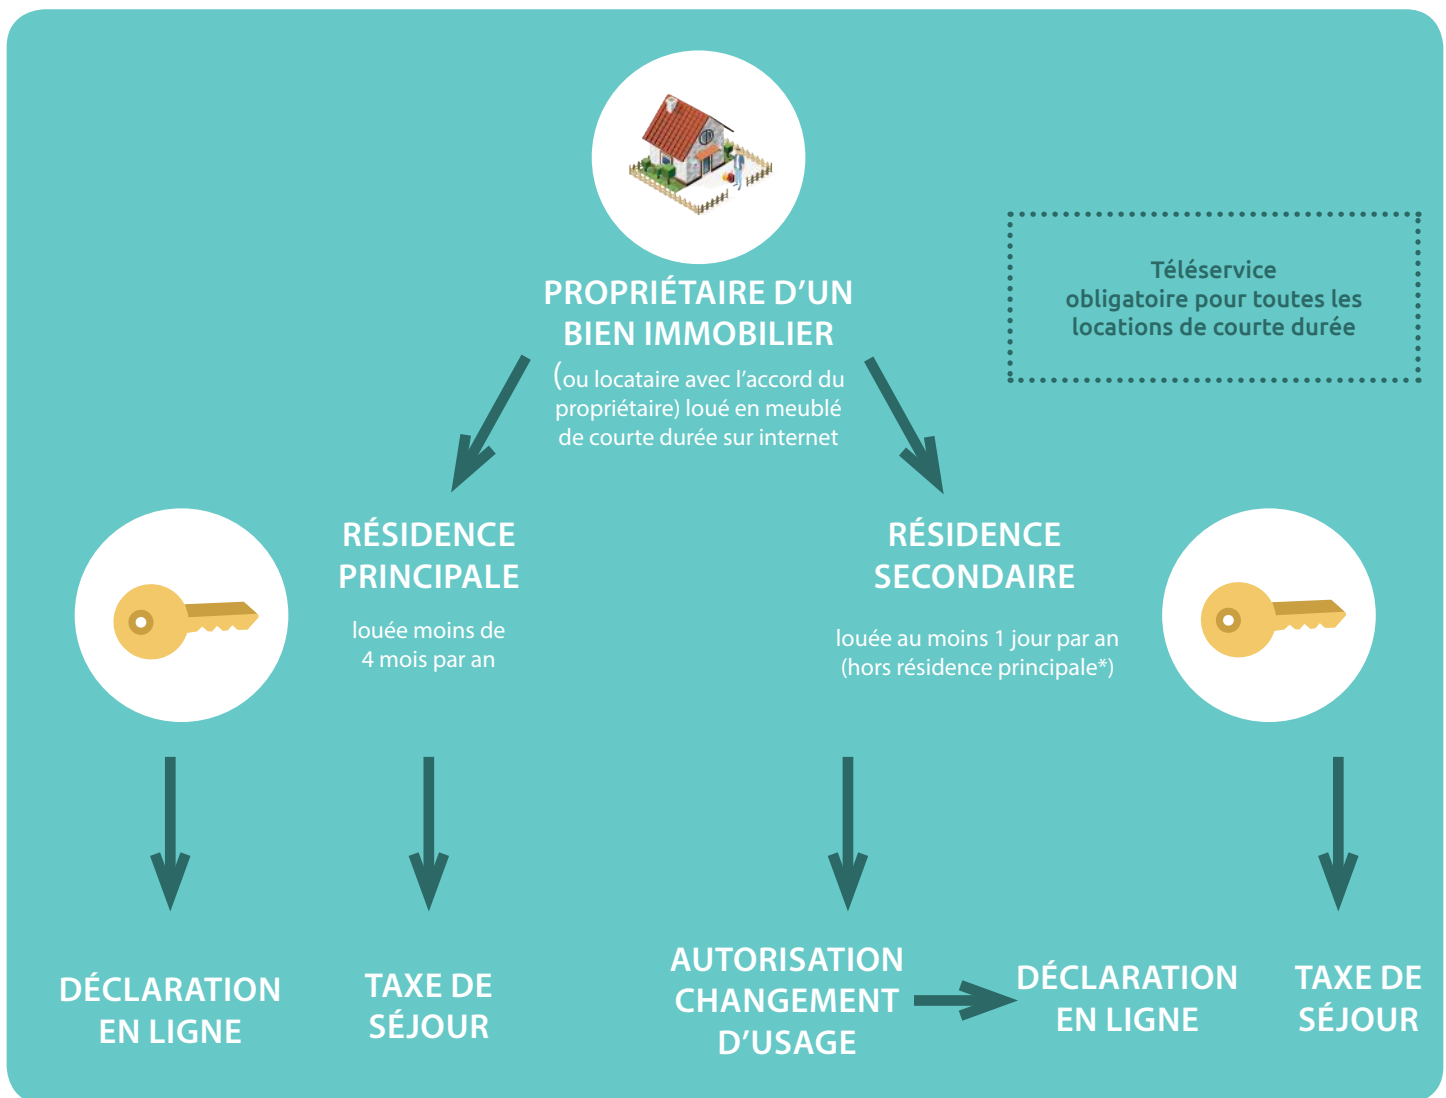 PROPRIÉTAIRE D’UN
BIEN IMMOBILIER
(ou locataire avec l’accord du
propriétaire) loué en meublé
de courte durée sur internet
Téléservice
obligatoire pour toutes les
locations de courte durée
RÉSIDENCE
PRINCIPALE
louée moins de
4 mois par an
RÉSIDENCE
SECONDAIRE
louée au moins 1 jour par an
(hors résidence principale*)
DÉCLARATION
EN LIGNE
TAXE DE
SÉJOUR
AUTORISATION
CHANGEMENT
D’USAGE
DÉCLARATION
EN LIGNE
TAXE DE
SÉJOUR